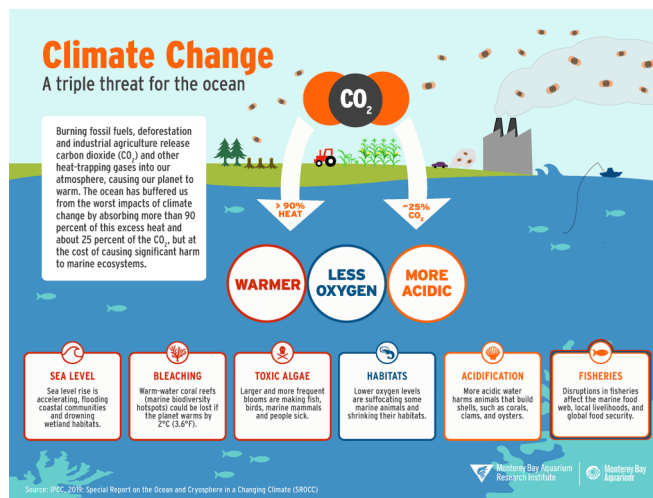 Climate Change
A triple threat for the ocean
CO2
Burning fossil fuels, deforestation
and industrial agriculture release
carbon dioxide (CO2) and other
heat-trapping gases into our
atmosphere, causing our planet to
warm. The ocean has buffered us
from the worst impacts of climate
change by absorbing more than 90
percent of this excess heat and
about 25 percent of the CO2, but at
the cost of causing significant harm
to marine ecosystems.
> 90%
HEAT
~25%
CO2
WARMER
LESS
OXYGEN
MORE
ACIDIC
SEA LEVEL
Sea level rise is
accelerating, flooding
coastal communities
and drowning
wetland habitats.
BLEACHING
Warm-water coral reefs
(marine biodiversity
hotspots) could be lost if
the planet warms by
2°C (3.6°F).
TOXIC ALGAE
Larger and more frequent
blooms are making fish,
birds, marine mammals
and people sick.
HABITATS
Lower oxygen levels
are suffocating some
marine animals and
shrinking their habitats.
ACIDIFICATION
More acidic water
harms animals that build
shells, such as corals,
clams, and oysters.
FISHERIES
Disruptions in fisheries
affect the marine food
web, local livelihoods, and
global food security.
Monterey Bay Aquarium
Research Institute
Monterey Bay
Aquarium
Source: IPCC, 2019: Special Report on the Ocean and Cryosphere in a Changing Climate (SROCC)